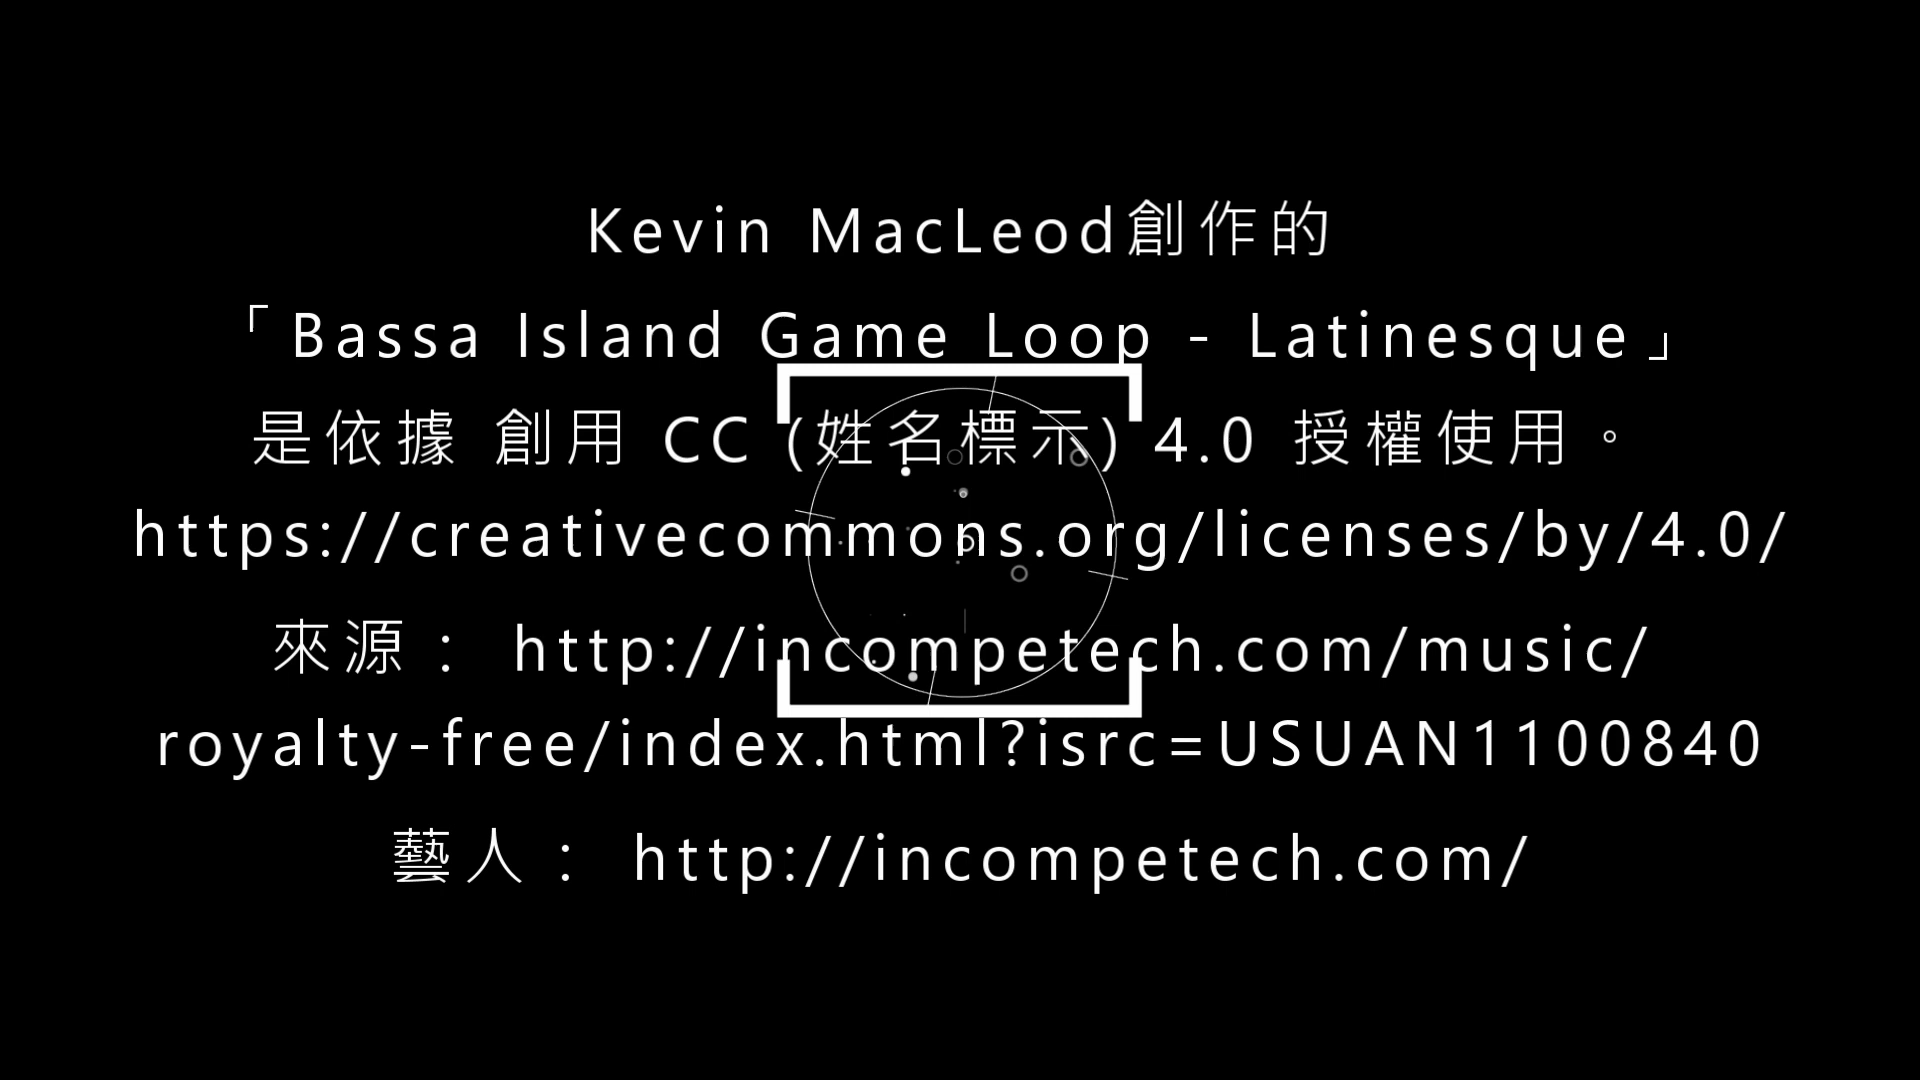 Kevin MacLeod創作的
「Bassa Island Game Loop - Latinesque」
是依據 創用 CC (姓名標示) 4.0 授權使用。
https://creativecommons.org/licenses/by/4.0/
來源： http://incompetech.com/music/
royalty-free/index.html?isrc=USUAN1100840
藝人： http://incompetech.com/